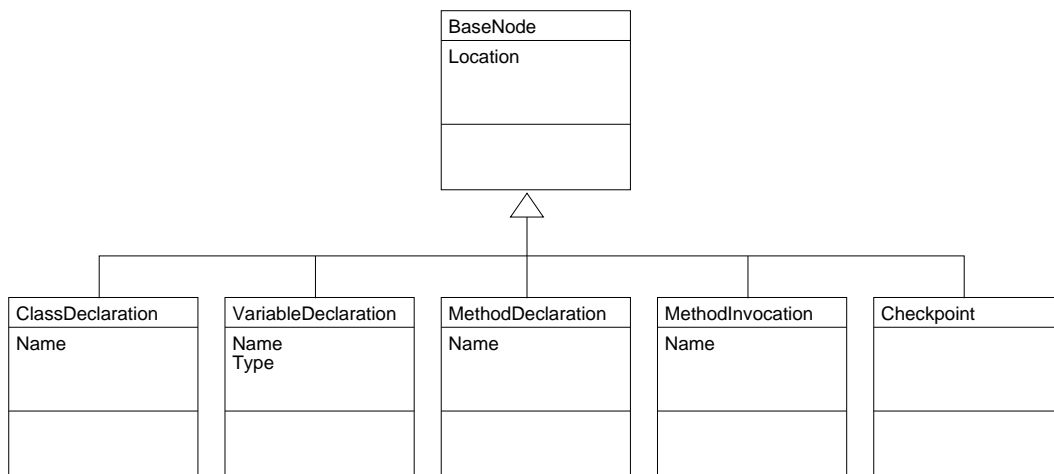 BaseNode
Location
ClassDeclaration
Name
VariableDeclaration
Name
Type
MethodDeclaration
Name
MethodInvocation
Name
Checkpoint